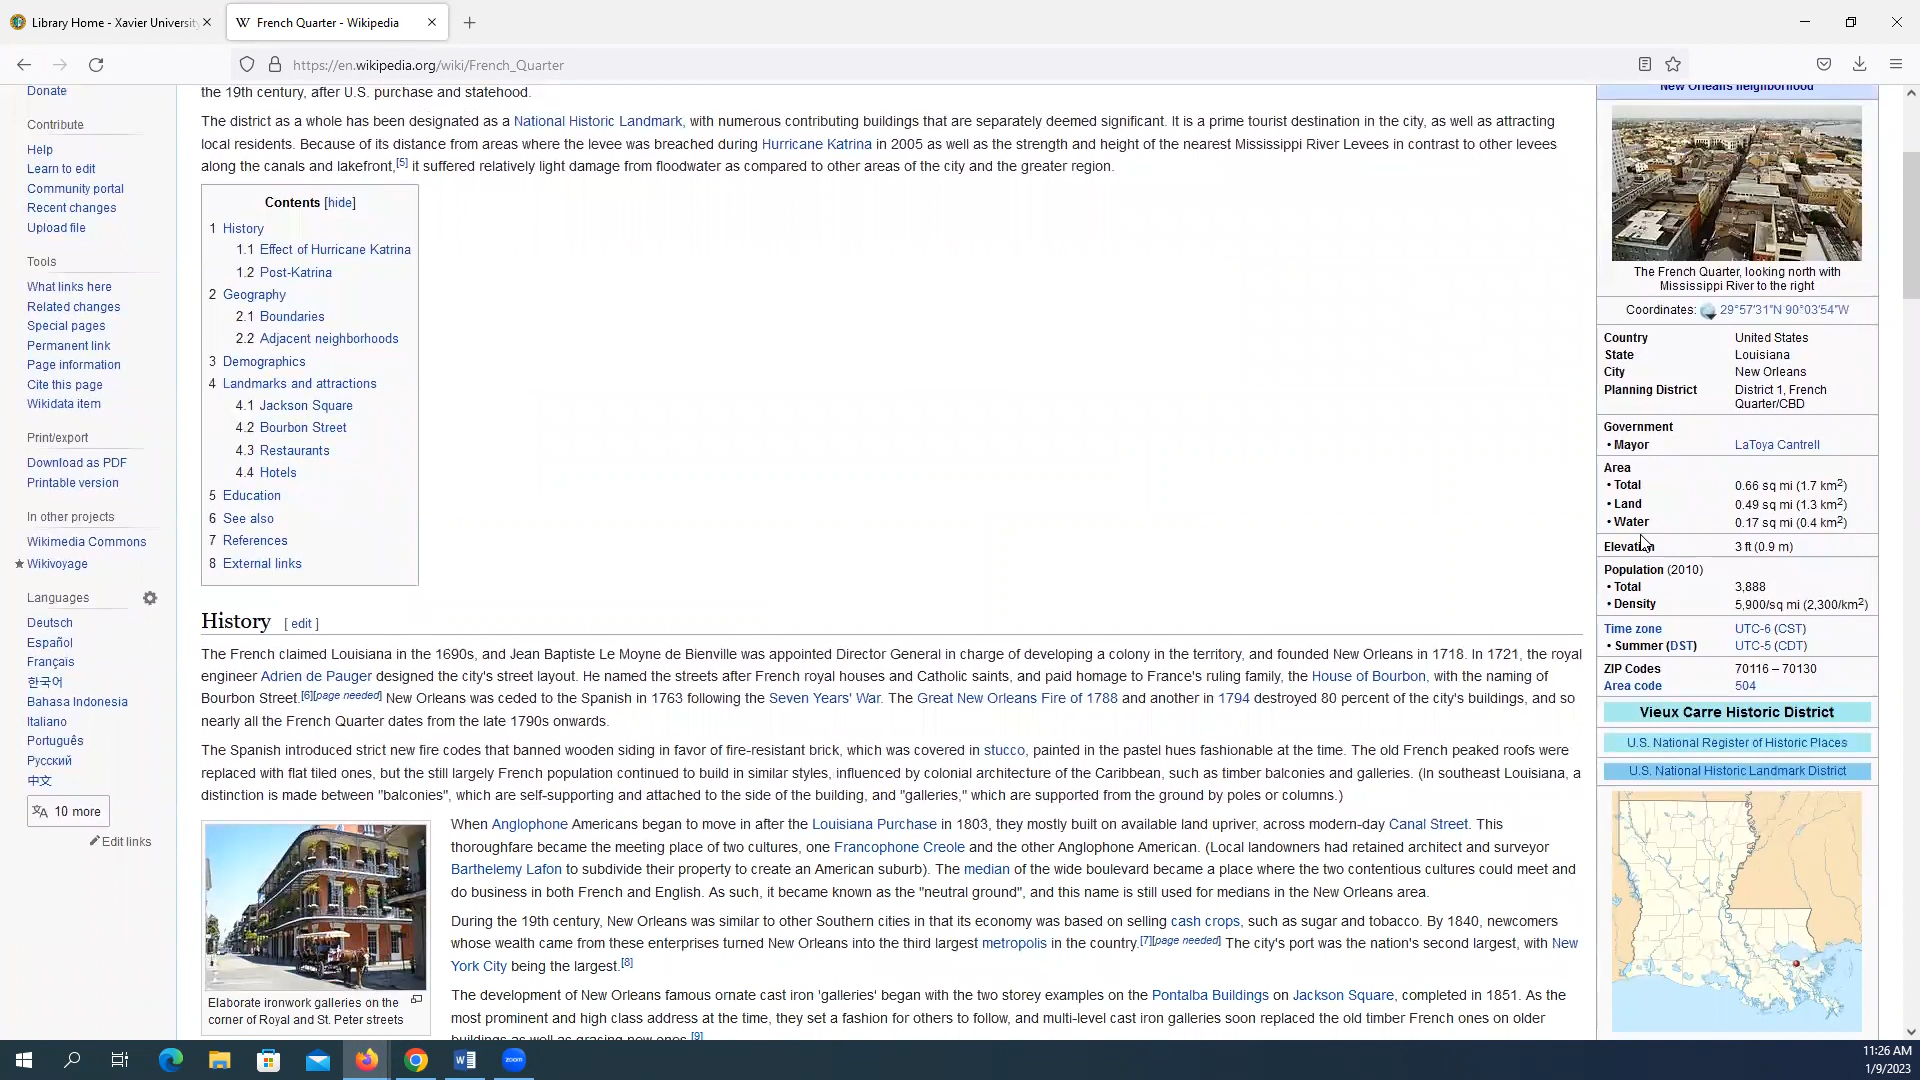 Library Home - Xavier University
French Quarter - Wikipedia
https://en.wikipedia.org/wiki/French_Quarter
Donate
Contribute
Help
Learn to edit
Community portal
Recent changes
Upload file
Tools
What links here
Related changes
Special pages
Permanent link
Page information
Cite this page
Wikidata item
Print/export
Download as PDF
Printable version
In other projects
Wikimedia Commons
Wikivoyage
Languages
Deutsch
Español
Français
한국어
Bahasa Indonesia
Italiano
Português
Русский
中文
10 more
Edit links
the 19th century, after U.S. purchase and statehood.
The district as a whole has been designated as a National Historic Landmark, with numerous contributing buildings that are separately deemed significant. It is a prime tourist destination in the city, as well as attracting
local residents. Because of its distance from areas where the levee was breached during Hurricane Katrina in 2005 as well as the strength and height of the nearest Mississippi River Levees in contrast to other levees
along the canals and lakefront,[5] it suffered relatively light damage from floodwater as compared to other areas of the city and the greater region.
Contents [hide]
1 History
1.1 Effect of Hurricane Katrina
1.2 Post-Katrina
2 Geography
2.1 Boundaries
2.2 Adjacent neighborhoods
3 Demographics
4 Landmarks and attractions
4.1 Jackson Square
4.2 Bourbon Street
4.3 Restaurants
4.4 Hotels
5 Education
6 See also
7 References
8 External links
History [ edit ]
The French claimed Louisiana in the 1690s, and Jean Baptiste Le Moyne de Bienville was appointed Director General in charge of developing a colony in the territory, and founded New Orleans in 1718. In 1721, the royal
engineer Adrien de Pauger designed the city's street layout. He named the streets after French royal houses and Catholic saints, and paid homage to France's ruling family, the House of Bourbon, with the naming of
Bourbon Street.[6][page needed] New Orleans was ceded to the Spanish in 1763 following the Seven Years' War. The Great New Orleans Fire of 1788 and another in 1794 destroyed 80 percent of the city's buildings, and so
nearly all the French Quarter dates from the late 1790s onwards.
The Spanish introduced strict new fire codes that banned wooden siding in favor of fire-resistant brick, which was covered in stucco, painted in the pastel hues fashionable at the time. The old French peaked roofs were
replaced with flat tiled ones, but the still largely French population continued to build in similar styles, influenced by colonial architecture of the Caribbean, such as timber balconies and galleries. (In southeast Louisiana, a
distinction is made between "balconies", which are self-supporting and attached to the side of the building, and "galleries," which are supported from the ground by poles or columns.)
When Anglophone Americans began to move in after the Louisiana Purchase in 1803, they mostly built on available land upriver, across modern-day Canal Street. This
thoroughfare became the meeting place of two cultures, one Francophone Creole and the other Anglophone American. (Local landowners had retained architect and surveyor
Barthelemy Lafon to subdivide their property to create an American suburb). The median of the wide boulevard became a place where the two contentious cultures could meet and
do business in both French and English. As such, it became known as the "neutral ground", and this name is still used for medians in the New Orleans area.
During the 19th century, New Orleans was similar to other Southern cities in that its economy was based on selling cash crops, such as sugar and tobacco. By 1840, newcomers
whose wealth came from these enterprises turned New Orleans into the third largest metropolis in the country.[7][page needed] The city's port was the nation's second largest, with New
York City being the largest.[8]
The development of New Orleans famous ornate cast iron 'galleries' began with the two storey examples on the Pontalba Buildings on Jackson Square, completed in 1851. As the
most prominent and high class address at the time, they set a fashion for others to follow, and multi-level cast iron galleries soon replaced the old timber French ones on older
buildings as well as gracing new ones.[9]
Elaborate ironwork galleries on the
corner of Royal and St. Peter streets
New Orleans neighborhood
The French Quarter, looking north with
Mississippi River to the right
Coordinates: 29°57′31″N 90°03′54″W
Country United States
State Louisiana
City New Orleans
Planning District District 1, French
Quarter/CBD
Government
• Mayor LaToya Cantrell
Area
• Total 0.66 sq mi (1.7 km2)
• Land 0.49 sq mi (1.3 km2)
• Water 0.17 sq mi (0.4 km2)
Elevation 3 ft (0.9 m)
Population (2010)
• Total 3,888
• Density 5,900/sq mi (2,300/km2)
Time zone UTC-6 (CST)
• Summer (DST) UTC-5 (CDT)
ZIP Codes 70116 – 70130
Area code 504
Vieux Carre Historic District
U.S. National Register of Historic Places
U.S. National Historic Landmark District
zoom
11:26 AM
1/9/2023